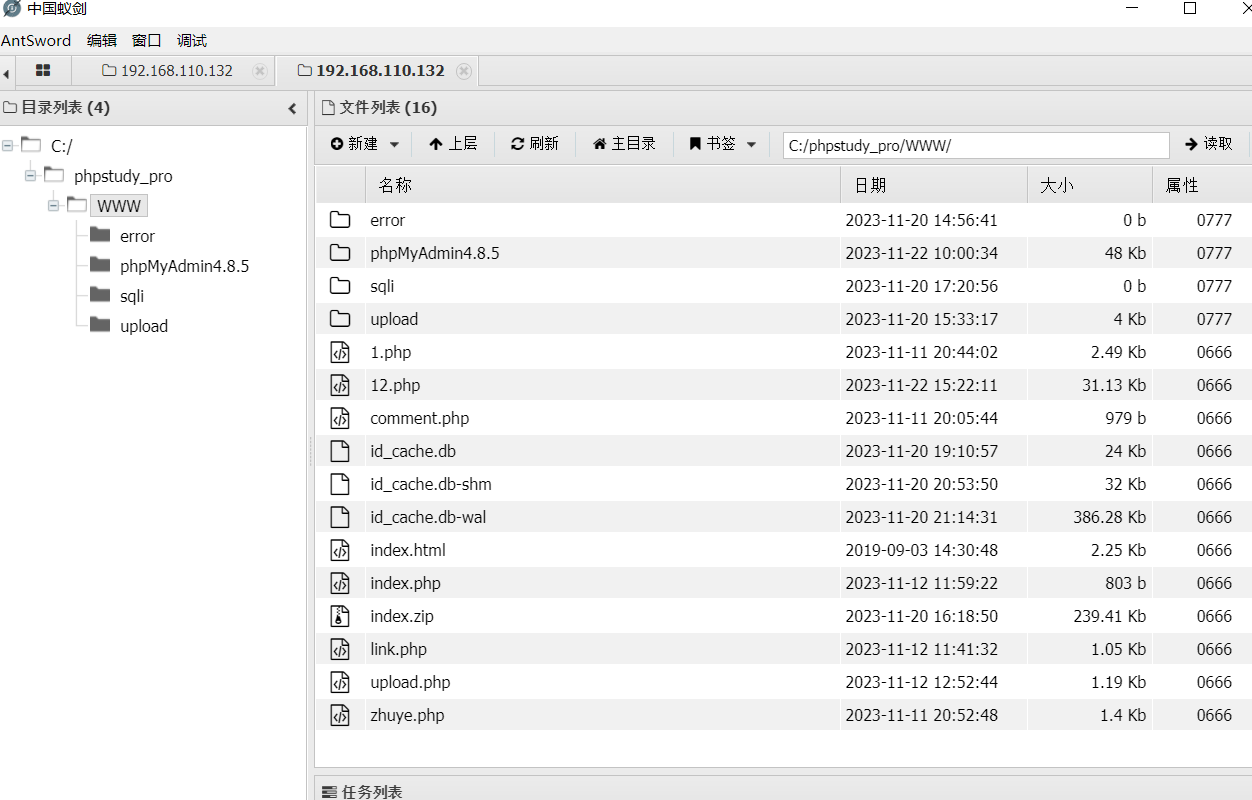 中国蚁剑
AntSword 编辑 窗口 调试
192.168.110.132 192.168.110.132
目录列表 (4)
C:/
phpstudy_pro
WWW
error
phpMyAdmin4.8.5
sqli
upload
文件列表 (16)
新建 上层 刷新 主目录 书签 C:/phpstudy_pro/WWW/ 读取
名称 日期 大小 属性
error 2023-11-20 14:56:41 0 b 0777
phpMyAdmin4.8.5 2023-11-22 10:00:34 48 Kb 0777
sqli 2023-11-20 17:20:56 0 b 0777
upload 2023-11-20 15:33:17 4 Kb 0777
1.php 2023-11-11 20:44:02 2.49 Kb 0666
12.php 2023-11-22 15:22:11 31.13 Kb 0666
comment.php 2023-11-11 20:05:44 979 b 0666
id_cache.db 2023-11-20 19:10:57 24 Kb 0666
id_cache.db-shm 2023-11-20 20:53:50 32 Kb 0666
id_cache.db-wal 2023-11-20 21:14:31 386.28 Kb 0666
index.html 2019-09-03 14:30:48 2.25 Kb 0666
index.php 2023-11-12 11:59:22 803 b 0666
index.zip 2023-11-20 16:18:50 239.41 Kb 0666
link.php 2023-11-12 11:41:32 1.05 Kb 0666
upload.php 2023-11-12 12:52:44 1.19 Kb 0666
zhuye.php 2023-11-11 20:52:48 1.4 Kb 0666
任务列表